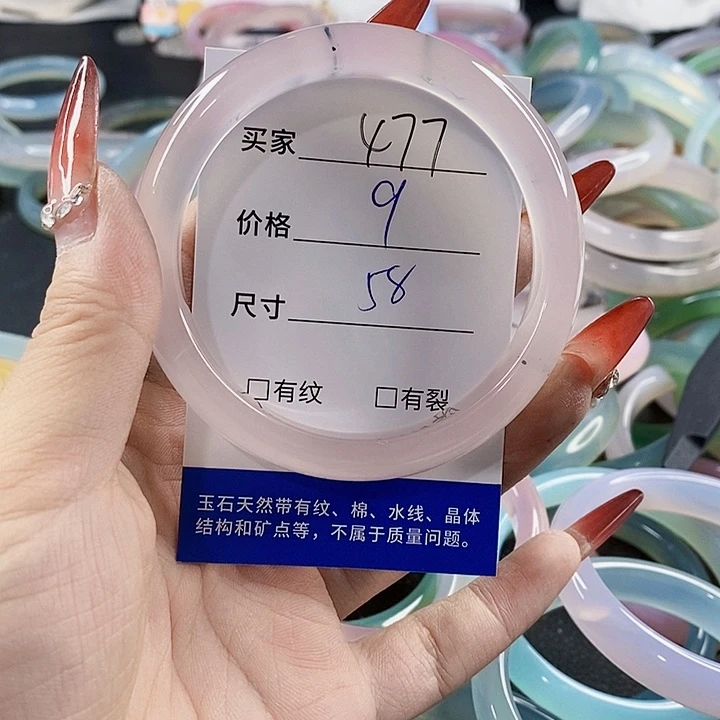 买家 477
价格 9
尺寸 58
□有纹 □有裂
玉石天然带有纹、棉、水线、晶体
结构和矿点等，不属于质量问题。